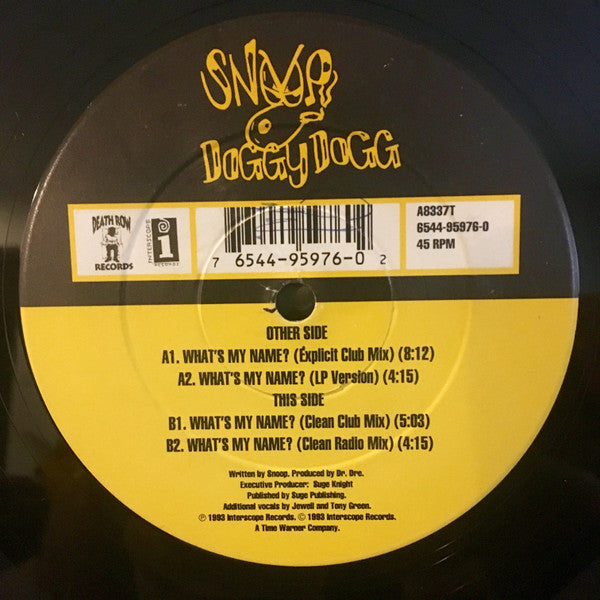 SNOOP
DOGGY DOGG
DEATH ROW
RECORDS
INTERSCOPE
RECORDS
i
7 6544-95976-0 2
A8337T
6544-95976-0
45 RPM
OTHER SIDE
A1. WHAT'S MY NAME? (Explicit Club Mix) (8:12)
A2. WHAT'S MY NAME? (LP Version) (4:15)
THIS SIDE
B1. WHAT'S MY NAME? (Clean Club Mix) (5:03)
B2. WHAT'S MY NAME? (Clean Radio Mix) (4:15)
Written by Snoop. Produced by Dr. Dre.
Executive Producer: Suge Knight
Published by Suge Publishing.
Additional vocals by Jewell and Tony Green.
℗ 1993 Interscope Records. © 1993 Interscope Records.
A Time Warner Company.